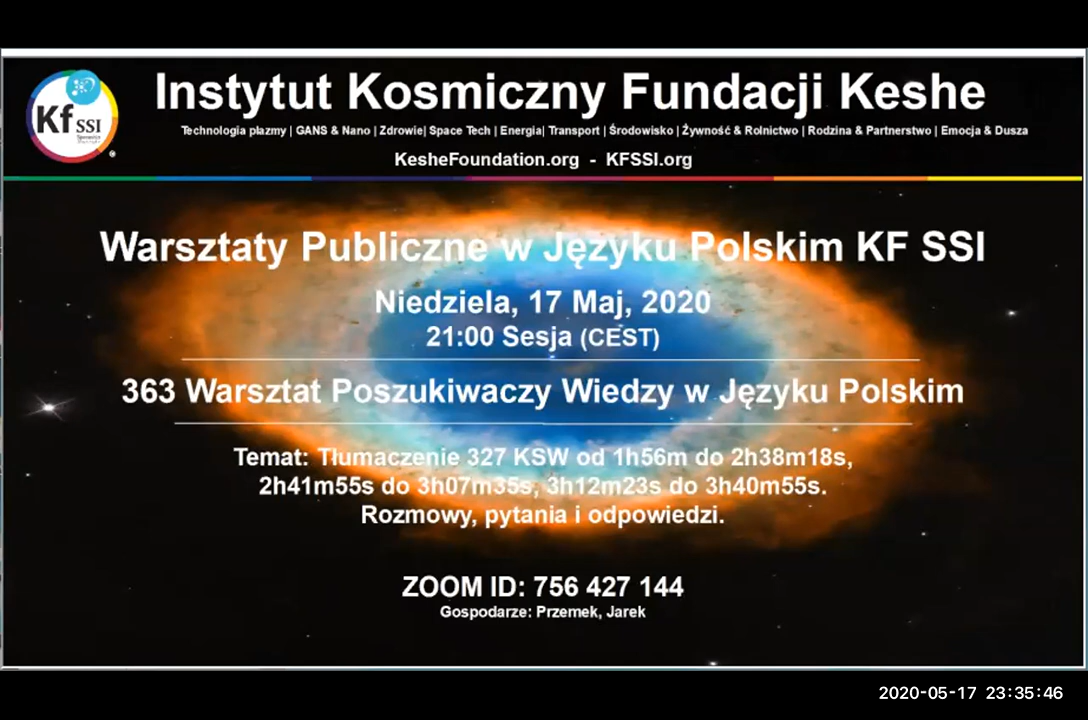 Kf SSI
®
Instytut Kosmiczny Fundacji Keshe
Technologia plazmy | GANS & Nano | Zdrowie| Space Tech | Energia| Transport | Środowisko | Żywność & Rolnictwo | Rodzina & Partnerstwo | Emocja & Dusza
KesheFoundation.org - KFSSI.org
Warsztaty Publiczne w Języku Polskim KF SSI
Niedziela, 17 Maj, 2020
21:00 Sesja (CEST)
363 Warsztat Poszukiwaczy Wiedzy w Języku Polskim
Temat: Tłumaczenie 327 KSW od 1h56m do 2h38m18s,
2h41m55s do 3h07m35s, 3h12m23s do 3h40m55s.
Rozmowy, pytania i odpowiedzi.
ZOOM ID: 756 427 144
Gospodarze: Przemek, Jarek
2020-05-17 23:35:46